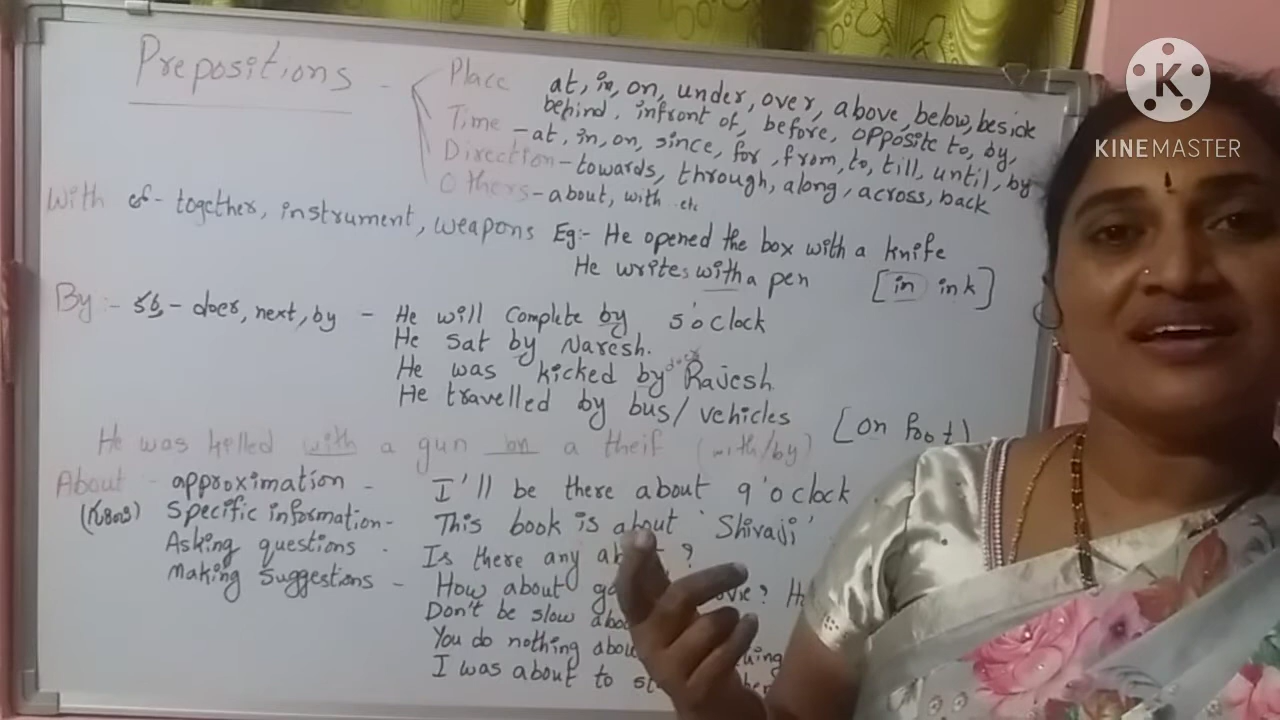 Prepositions - Place at, in, on, under, over, above, below, beside
behind, infront of, before, opposite to, by,
Time - at, in, on, since, for, from, to, till, until, by
Direction - towards, through, along, across, back
Others - about, with etc
With - together, instrument, weapons Eg:- He opened the box with a knife
He writes with a pen [in ink]
By :- - doer, next, by - He will complete by 5 o'clock
He sat by Naresh.
He was kicked by doer Rajesh
He travelled by bus/vehicles [on foot]
He was killed with a gun on a theif (with/by)
About - approximation - I'll be there about 9 o'clock
(గురించి) Specific information - This book is about 'Shivaji'
Asking questions - Is there any ?
Making Suggestions - How about
Don't be slow
You do nothing
I was about to
KINEMASTER